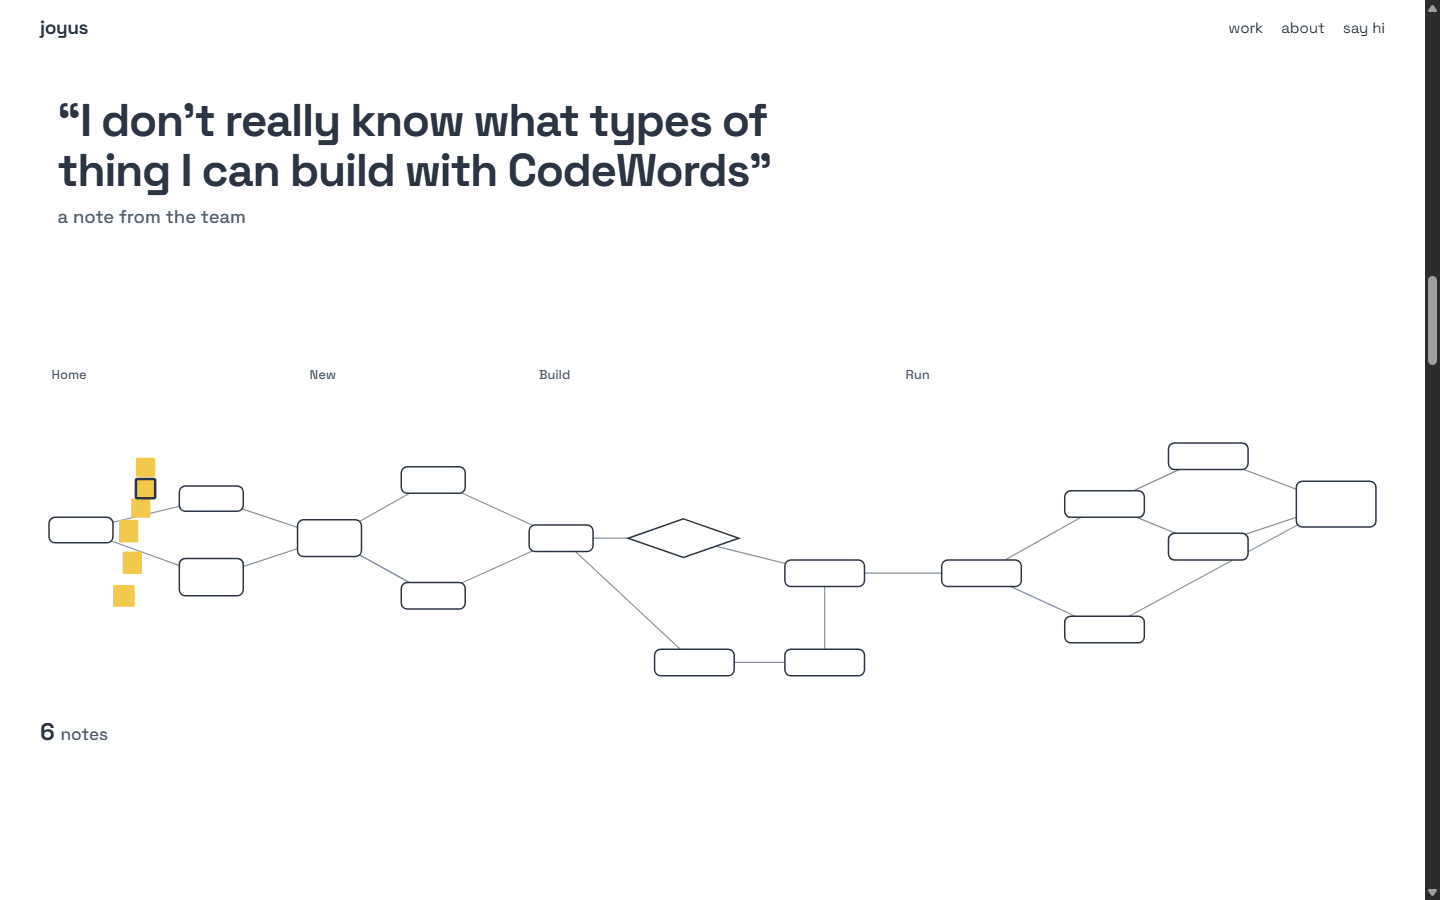 joyus
work about say hi
“I don’t really know what types of
thing I can build with CodeWords”
a note from the team
Home New Build Run
6 notes